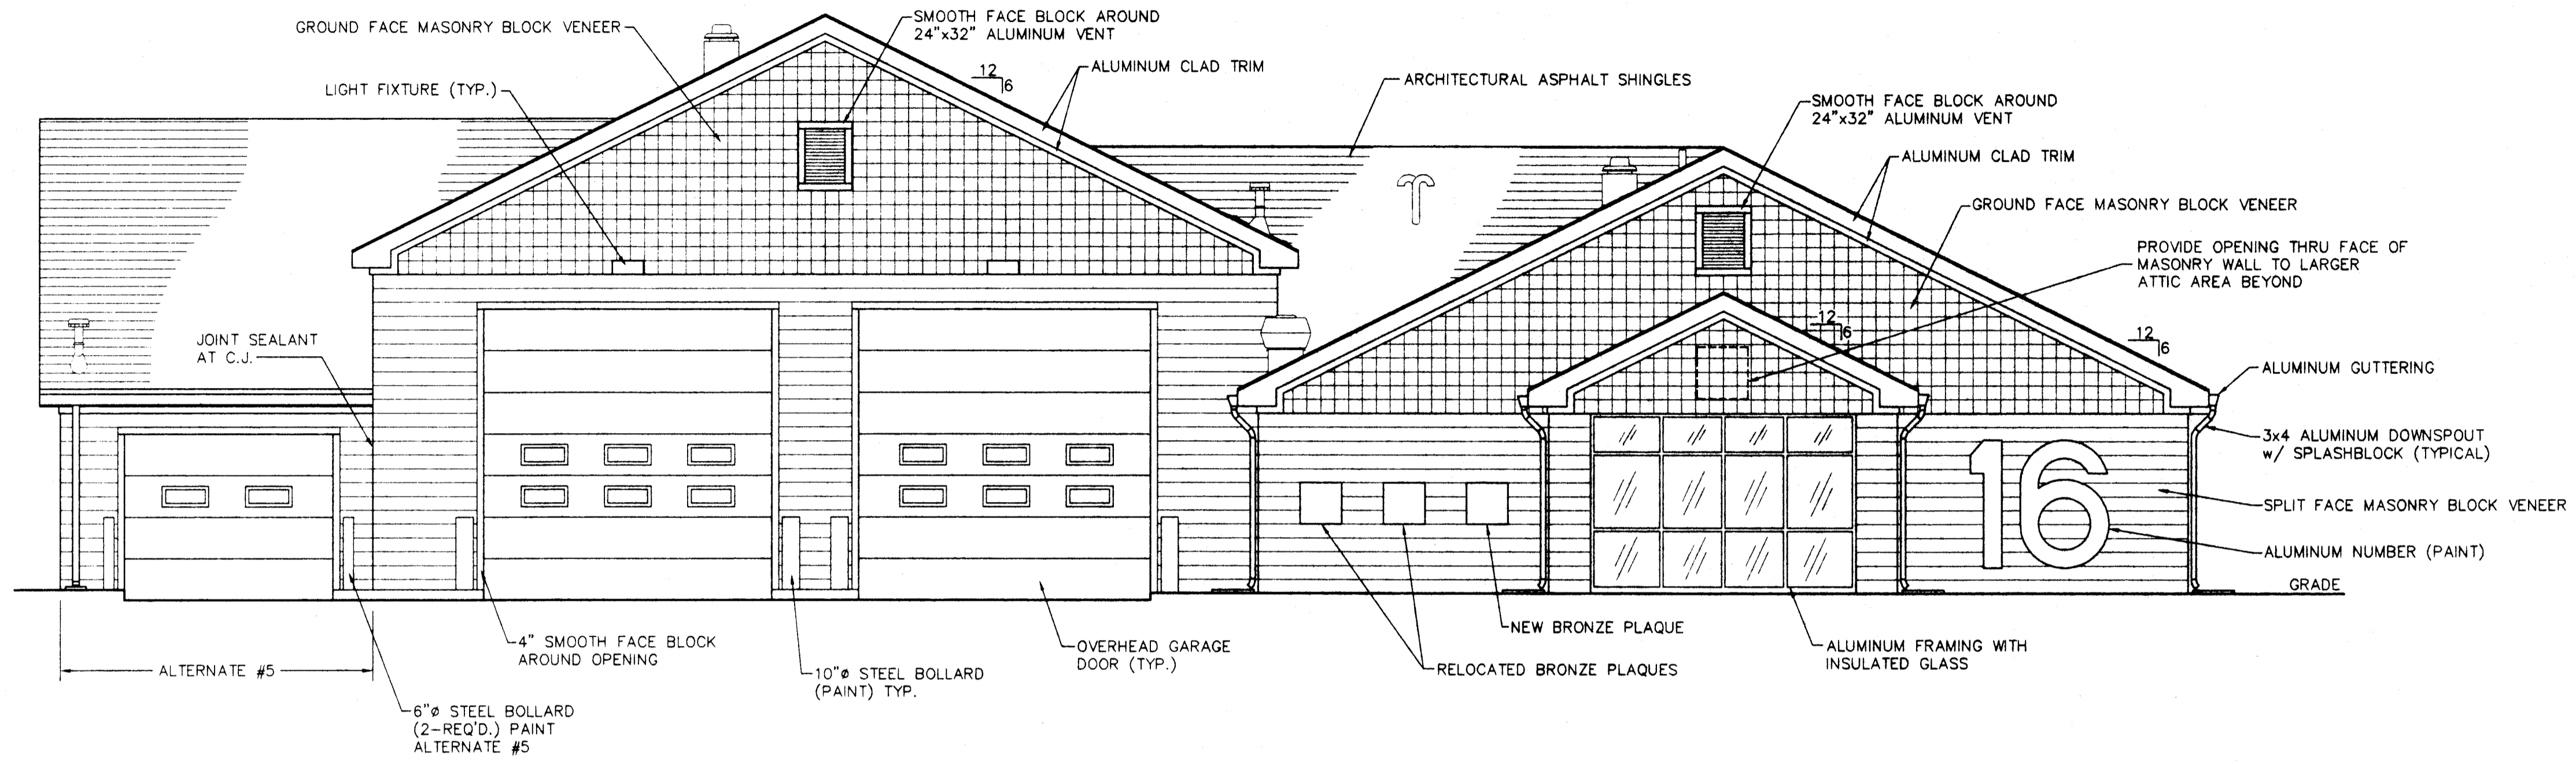 GROUND FACE MASONRY BLOCK VENEER
SMOOTH FACE BLOCK AROUND
24"x32" ALUMINUM VENT
LIGHT FIXTURE (TYP.)
12
6
ALUMINUM CLAD TRIM
ARCHITECTURAL ASPHALT SHINGLES
SMOOTH FACE BLOCK AROUND
24"x32" ALUMINUM VENT
ALUMINUM CLAD TRIM
GROUND FACE MASONRY BLOCK VENEER
PROVIDE OPENING THRU FACE OF
MASONRY WALL TO LARGER
ATTIC AREA BEYOND
JOINT SEALANT
AT C.J.
12
6
12
6
ALUMINUM GUTTERING
3x4 ALUMINUM DOWNSPOUT
w/ SPLASHBLOCK (TYPICAL)
16
SPLIT FACE MASONRY BLOCK VENEER
ALUMINUM NUMBER (PAINT)
GRADE
ALTERNATE #5
6"ø STEEL BOLLARD
(2-REQ'D.) PAINT
ALTERNATE #5
4" SMOOTH FACE BLOCK
AROUND OPENING
10"ø STEEL BOLLARD
(PAINT) TYP.
OVERHEAD GARAGE
DOOR (TYP.)
NEW BRONZE PLAQUE
RELOCATED BRONZE PLAQUES
ALUMINUM FRAMING WITH
INSULATED GLASS